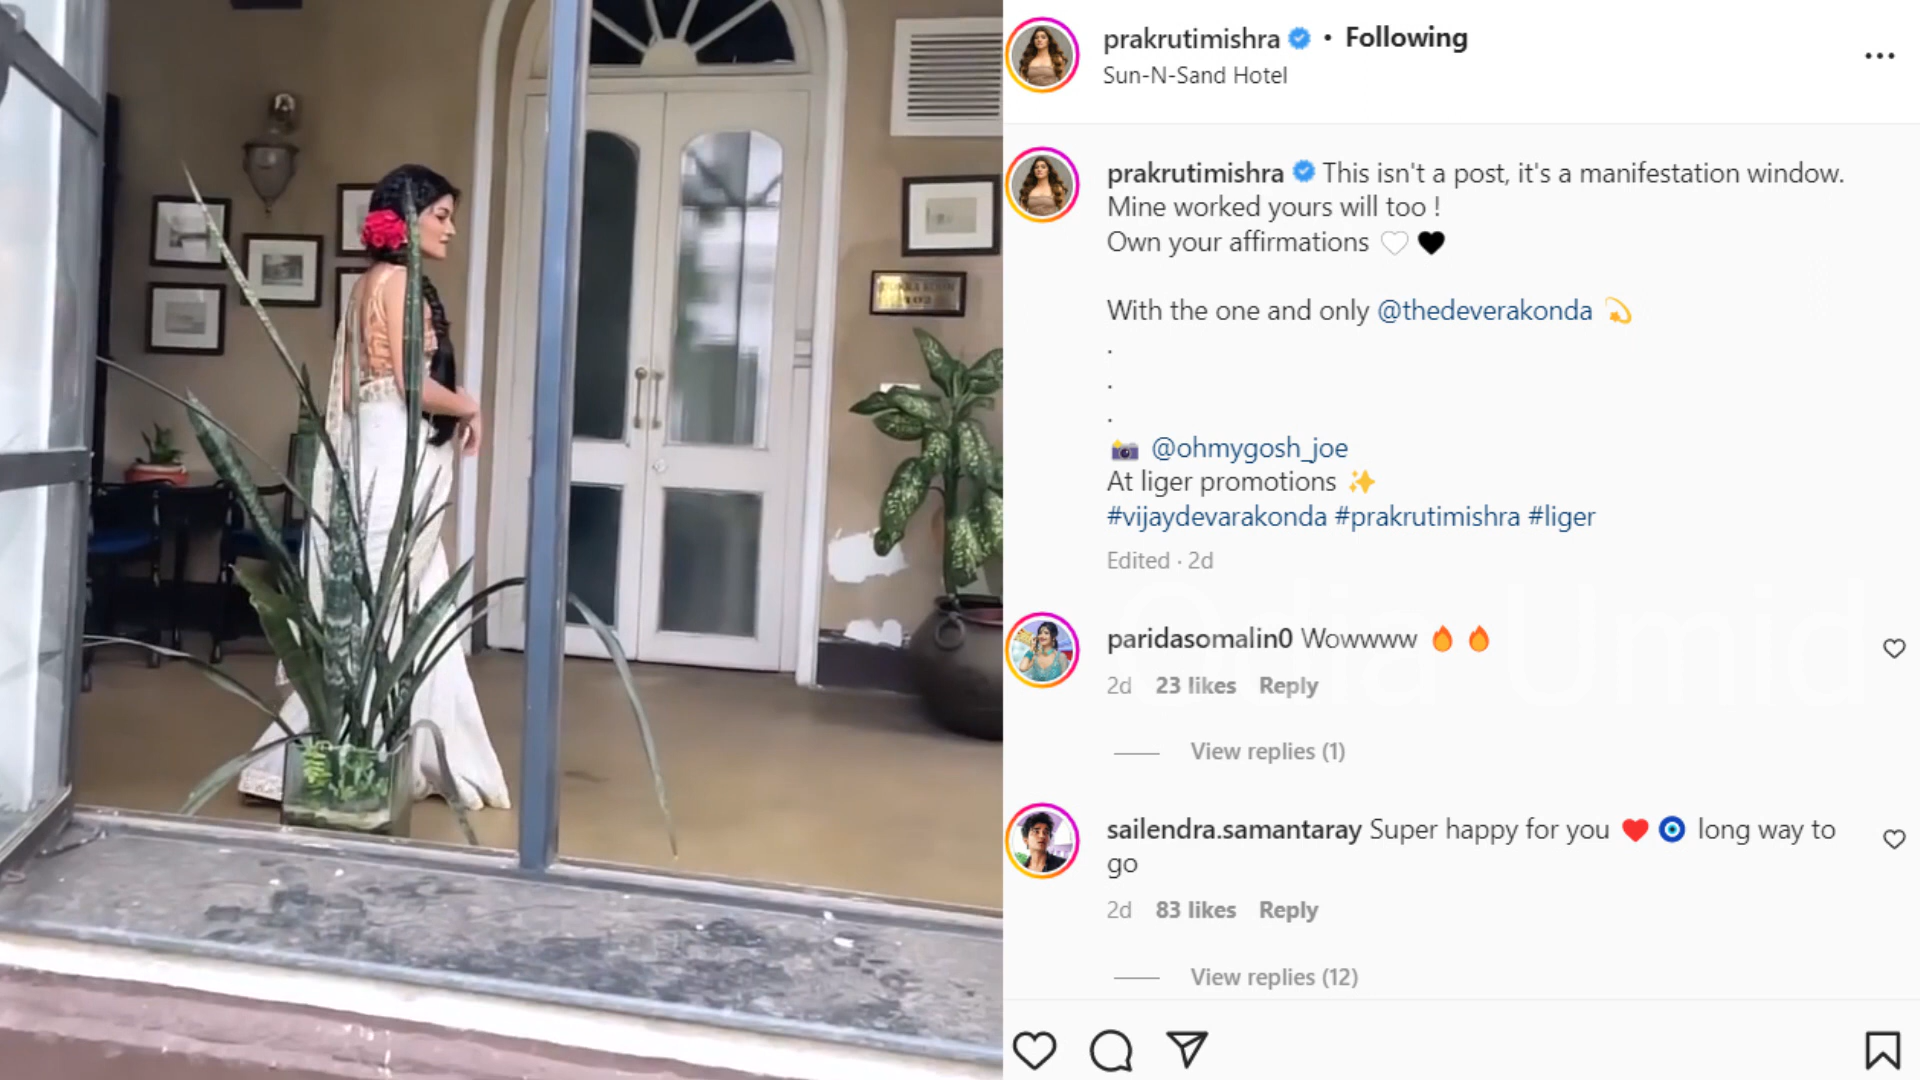 prakrutimishra • Following
Sun-N-Sand Hotel
prakrutimishra This isn't a post, it's a manifestation window.
Mine worked yours will too !
Own your affirmations 🤍 🖤
With the one and only @thedeverakonda 💫
.
.
.
📸 @ohmygosh_joe
At liger promotions ✨
#vijaydevarakonda #prakrutimishra #liger
Edited · 2d
paridasomalin0 Wowwww 🔥 🔥
2d 23 likes Reply
View replies (1)
sailendra.samantaray Super happy for you ❤️ 🧿 long way to
go
2d 83 likes Reply
View replies (12)
Odia Umid